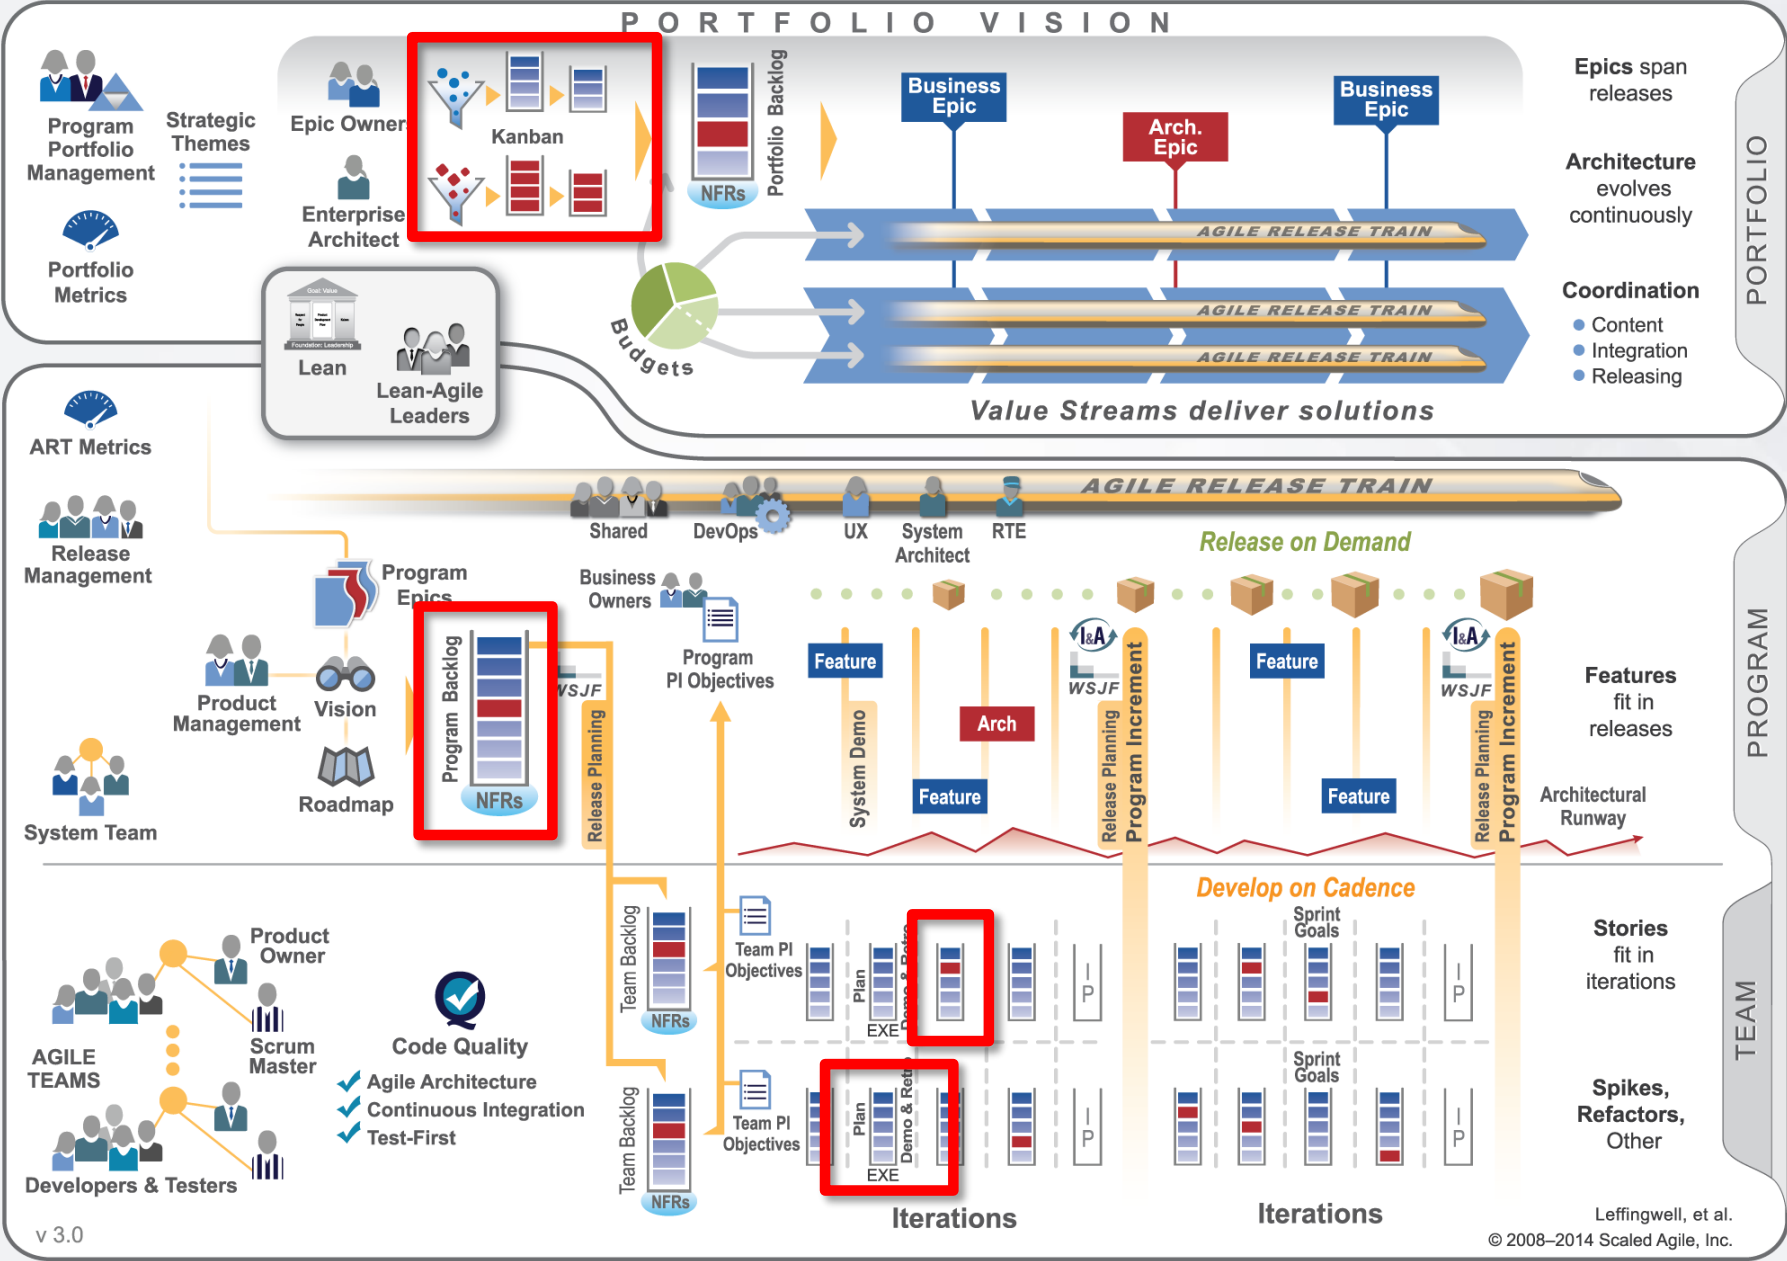 PORTFOLIO VISION
Program
Portfolio
Management
Strategic
Themes
Portfolio
Metrics
Epic Owner
Enterprise
Architect
Kanban
Portfolio Backlog
NFRs
Business
Epic
Arch.
Epic
Business
Epic
AGILE RELEASE TRAIN
AGILE RELEASE TRAIN
AGILE RELEASE TRAIN
Budgets
Value Streams deliver solutions
Epics span
releases
Architecture
evolves
continuously
Coordination
Content
Integration
Releasing
PORTFOLIO
Goal: Value
Foundation: Leadership
Lean
Lean-Agile
Leaders
ART Metrics
Release
Management
System Team
AGILE RELEASE TRAIN
Shared
DevOps
UX
System
Architect
RTE
Release on Demand
Program
Epics
Product
Management
Vision
Roadmap
Program Backlog
NFRs
WSJF
Release Planning
Business
Owners
Program
PI Objectives
Feature
System Demo
Feature
Arch
I&A
WSJF
Release Planning
Program Increment
Feature
Feature
I&A
WSJF
Release Planning
Program Increment
Features
fit in
releases
Architectural
Runway
PROGRAM
Develop on Cadence
AGILE
TEAMS
Product
Owner
Scrum
Master
Developers & Testers
Code Quality
Agile Architecture
Continuous Integration
Test-First
Team Backlog
NFRs
Team PI
Objectives
Plan
EXE
Demo & Retro
I
P
Sprint
Goals
I
P
Stories
fit in
iterations
Team Backlog
NFRs
Team PI
Objectives
Plan
EXE
Demo & Retro
I
P
Sprint
Goals
I
P
Spikes,
Refactors,
Other
TEAM
Iterations
Iterations
v 3.0
Leffingwell, et al.
© 2008–2014 Scaled Agile, Inc.